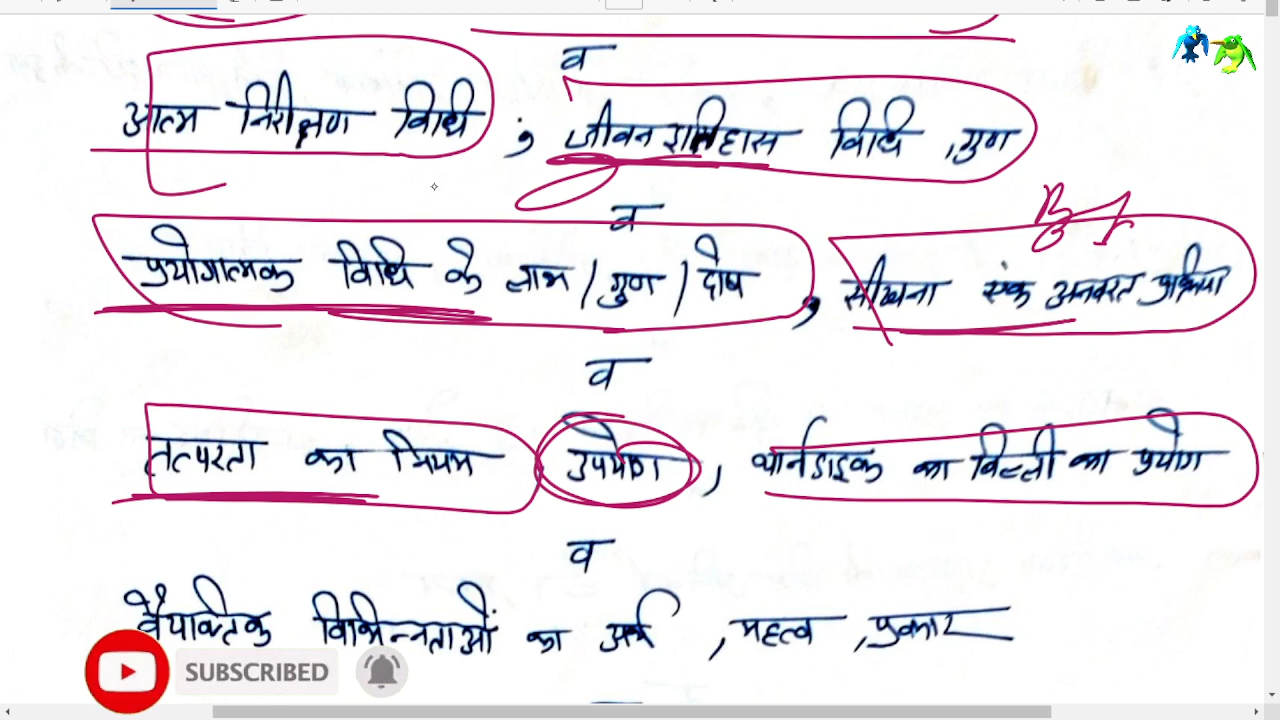 व
आत्म निरीक्षण विधि ; जीवन इतिहास विधि , गुण
व
प्रयोगात्मक विधि के लाभ / गुण / दोष , सीखना एक अनवरत प्रक्रिया
व
तत्परता का नियम उपयोग , थार्नडाइक का बिल्ली का प्रयोग
व
वैयक्तिक विभिन्नताओं का अर्थ , महत्व , प्रकार
SUBSCRIBED